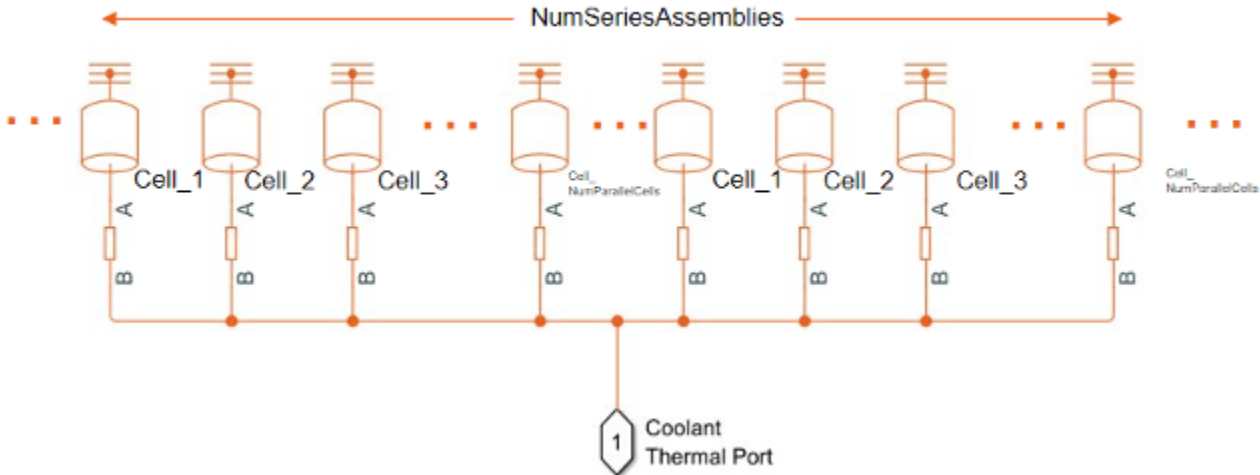 NumSeriesAssemblies
Cell_1
Cell_2
Cell_3
Cell_
NumParallelCells
Cell_1
Cell_2
Cell_3
Cell_
NumParallelCells
A
A
A
A
A
A
A
A
B
B
B
B
B
B
B
B
1
Coolant
Thermal Port